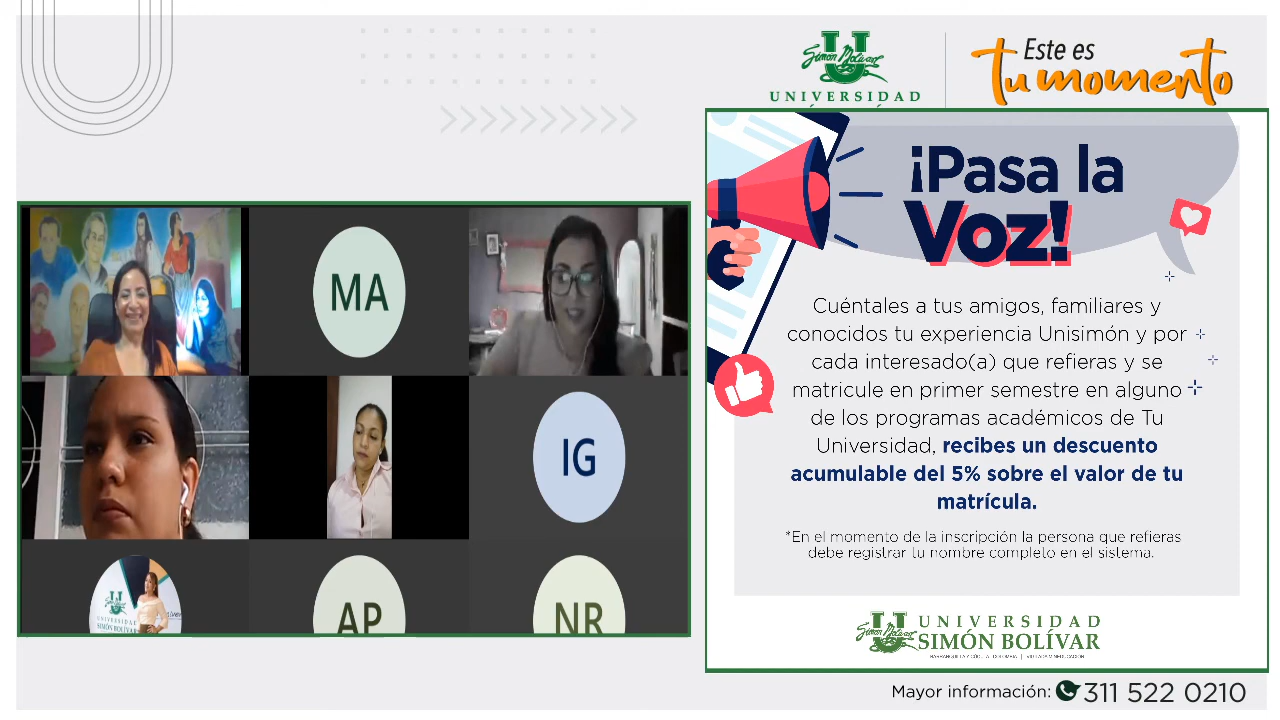 UNIVERSIDAD
Este es
tu momento
¡Pasa la
Voz!
Cuéntales a tus amigos, familiares y
conocidos tu experiencia Unisimón y por
cada interesado(a) que refieras y se
matricule en primer semestre en alguno
de los programas académicos de Tu
Universidad, recibes un descuento
acumulable del 5% sobre el valor de tu
matrícula.
*En el momento de la inscripción la persona que refieras
debe registrar tu nombre completo en el sistema.
MA
IG
AP
NR
UNIVERSIDAD
SIMÓN BOLÍVAR
Mayor información: 311 522 0210